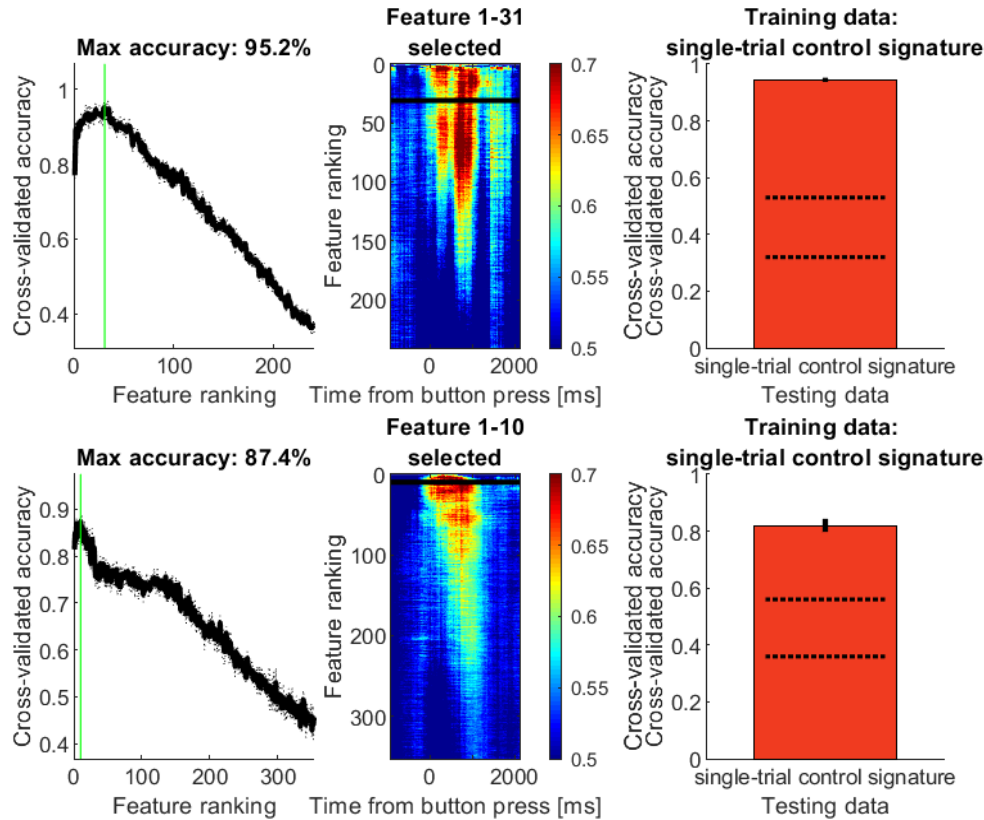 Max accuracy: 95.2%
Cross-validated accuracy
1
0.8
0.6
0.4
0
100
200
Feature ranking
Feature 1-31
selected
Feature ranking
0
50
100
150
200
0
2000
Time from button press [ms]
0.7
0.65
0.6
0.55
0.5
Training data:
single-trial control signature
Cross-validated accuracy
Cross-validated accuracy
1
0.8
0.6
0.4
0.2
0
single-trial control signature
Testing data
Max accuracy: 87.4%
Cross-validated accuracy
0.9
0.8
0.7
0.6
0.5
0.4
0
100
200
300
Feature ranking
Feature 1-10
selected
Feature ranking
0
100
200
300
0
2000
Time from button press [ms]
0.7
0.65
0.6
0.55
0.5
Training data:
single-trial control signature
Cross-validated accuracy
Cross-validated accuracy
1
0.8
0.6
0.4
0.2
0
single-trial control signature
Testing data